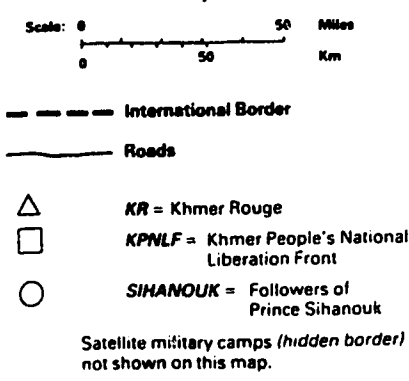 Scale: 0 50 Miles
0 50 Km
International Border
Roads
KR = Khmer Rouge
KPNLF = Khmer People's National
Liberation Front
SIHANOUK = Followers of
Prince Sihanouk
Satellite military camps (hidden border)
not shown on this map.